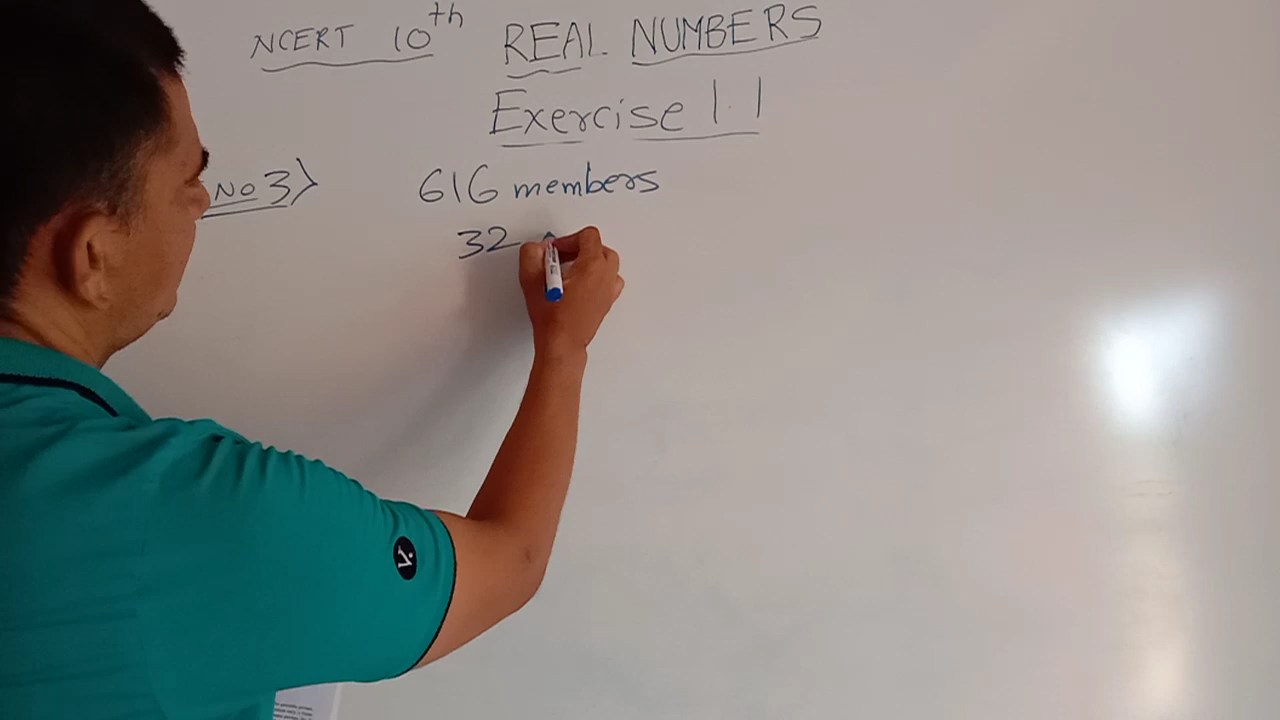 NCERT 10th REAL NUMBERS
Exercise 1.1
No 3) 616 members
32
V.